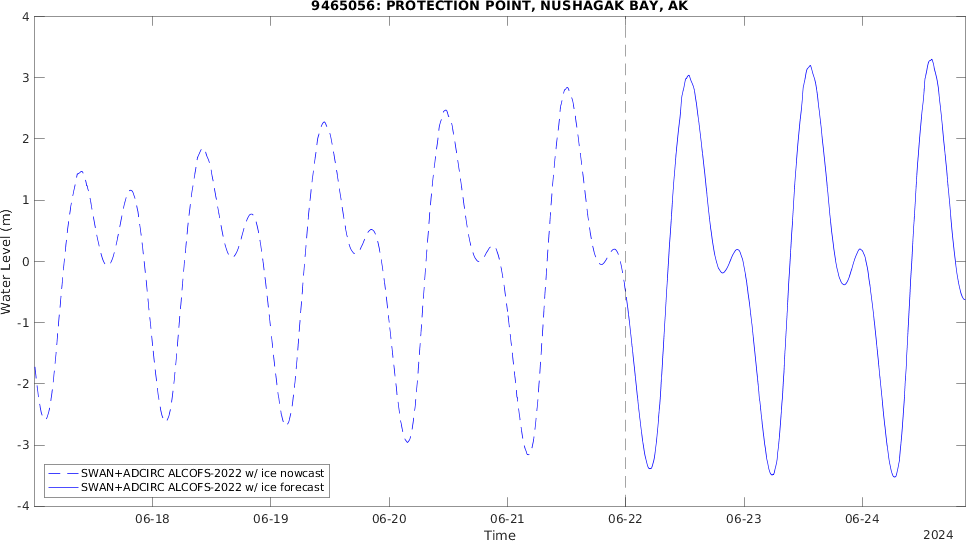 9465056: PROTECTION POINT, NUSHAGAK BAY, AK
4
3
2
1
0
-1
-2
-3
-4
Water Level (m)
SWAN+ADCIRC ALCOFS-2022 w/ ice nowcast
SWAN+ADCIRC ALCOFS-2022 w/ ice forecast
06-18 06-19 06-20 06-21 06-22 06-23 06-24
Time
2024